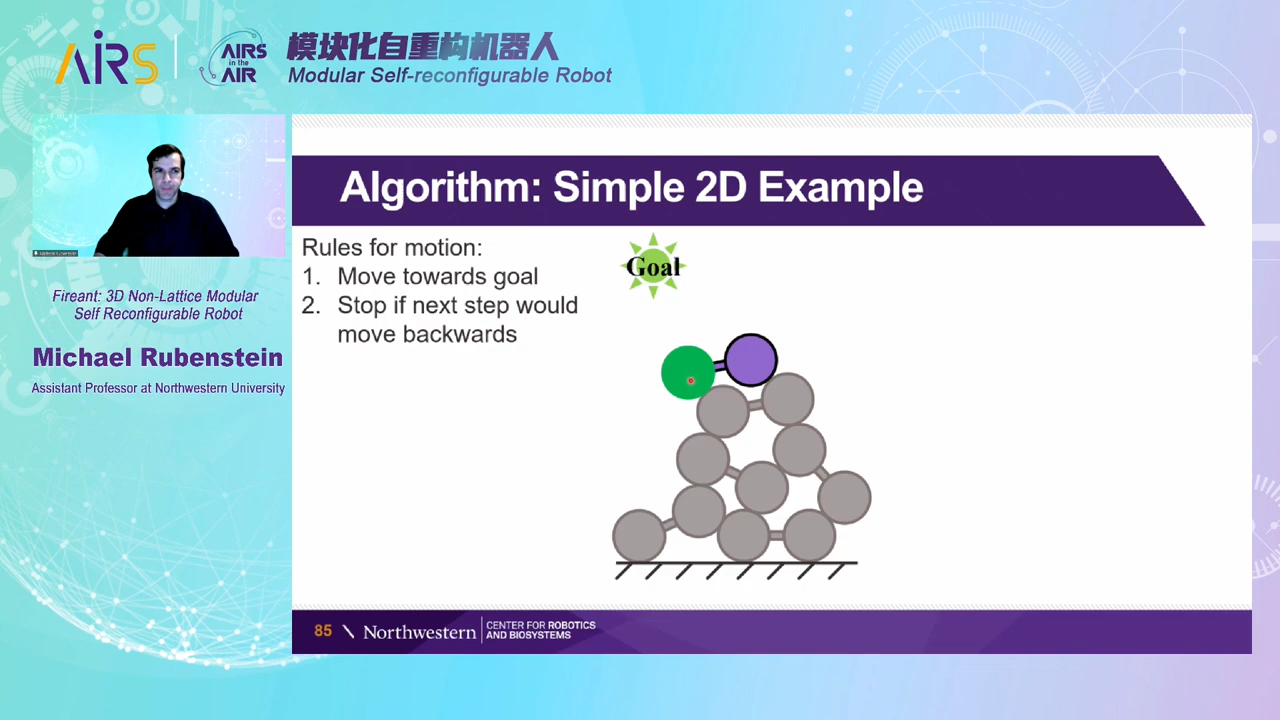 AIRS
AIRS
in the
AIR
模块化自重构机器人
Modular Self-reconfigurable Robot
Fireant: 3D Non-Lattice Modular
Self Reconfigurable Robot
Michael Rubenstein
Assistant Professor at Northwestern University
Algorithm: Simple 2D Example
Rules for motion:
1. Move towards goal
2. Stop if next step would
move backwards
Goal
85
Northwestern
CENTER FOR ROBOTICS
AND BIOSYSTEMS